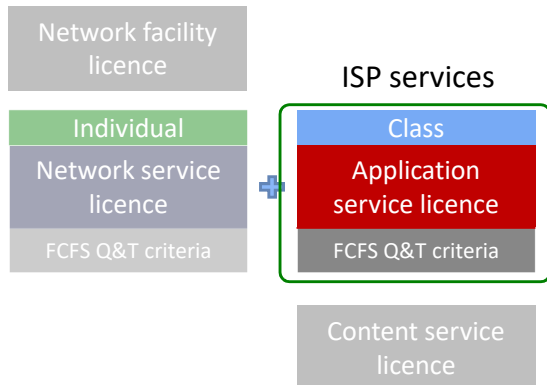 Network facility
licence
ISP services
Individual
Network service
licence
FCFS Q&T criteria
Class
Application
service licence
FCFS Q&T criteria
Content service
licence